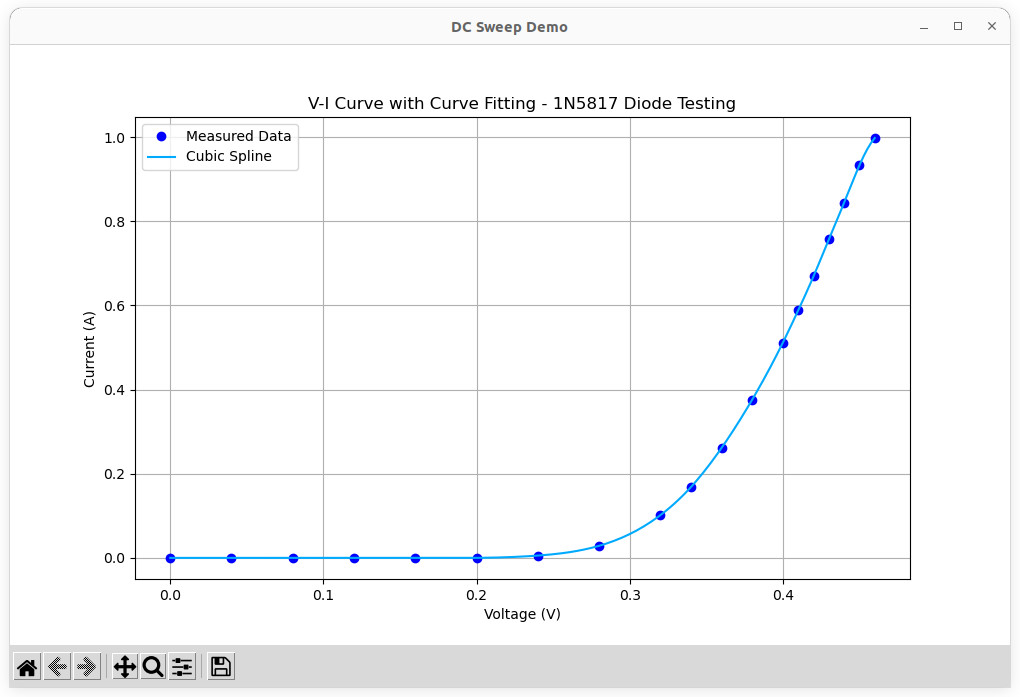 DC Sweep Demo
V-I Curve with Curve Fitting - 1N5817 Diode Testing
Measured Data
Cubic Spline
1.0
0.8
0.6
0.4
0.2
0.0
Current (A)
0.0 0.1 0.2 0.3 0.4
Voltage (V)